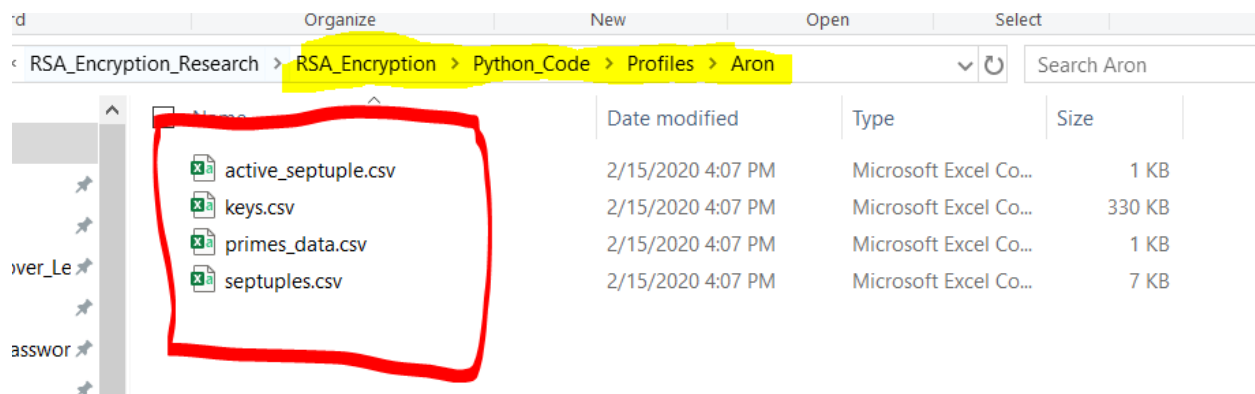 Organize New Open Select
RSA_Encryption_Research > RSA_Encryption > Python_Code > Profiles > Aron Search Aron
Name Date modified Type Size
active_septuple.csv 2/15/2020 4:07 PM Microsoft Excel Co... 1 KB
keys.csv 2/15/2020 4:07 PM Microsoft Excel Co... 330 KB
primes_data.csv 2/15/2020 4:07 PM Microsoft Excel Co... 1 KB
over_Le
septuples.csv 2/15/2020 4:07 PM Microsoft Excel Co... 7 KB
asswor